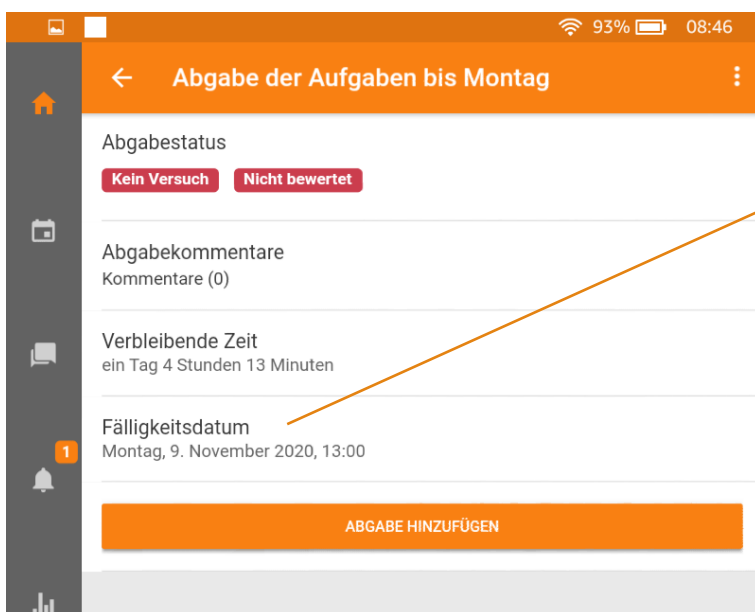 93% 08:46
Abgabe der Aufgaben bis Montag
Abgabestatus
Kein Versuch Nicht bewertet
Abgabekommentare
Kommentare (0)
Verbleibende Zeit
ein Tag 4 Stunden 13 Minuten
Fälligkeitsdatum
1
Montag, 9. November 2020, 13:00
ABGABE HINZUFÜGEN